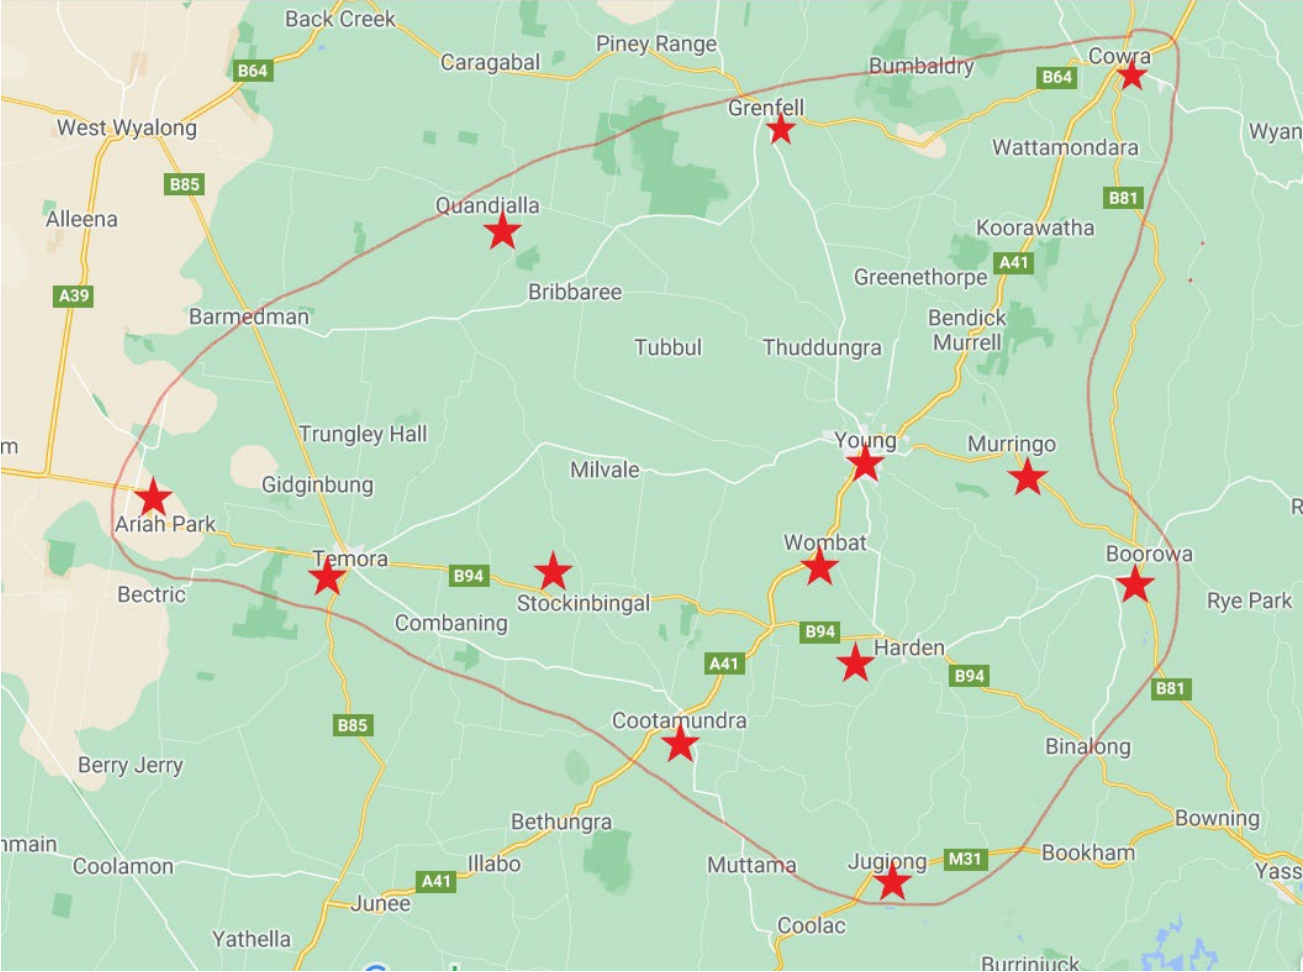 Back Creek
Piney Range
Caragabal
Bumbaldry
Cowra
B64
B64
Grenfell
West Wyalong
Wattamondara
B85
B81
Quandialla
Alleena
Koorawatha
A41
Greenethorpe
Bribbaree
A39
Barmedman
Bendick
Murrell
Tubbul
Thuddungra
Trungley Hall
Young
Murringo
m
Milvale
Gidginbung
Ariah Park
Wombat
Temora
Boorowa
B94
Bectric
Stockinbingal
Rye Park
Combaning
B94
Harden
A41
B94
B81
B85
Cootamundra
Binalong
Berry Jerry
Bethungra
Bowning
Coolamon
Illabo
Muttama
Jugiong
M31
Bookham
Yass
A41
Junee
Coolac
Yathella